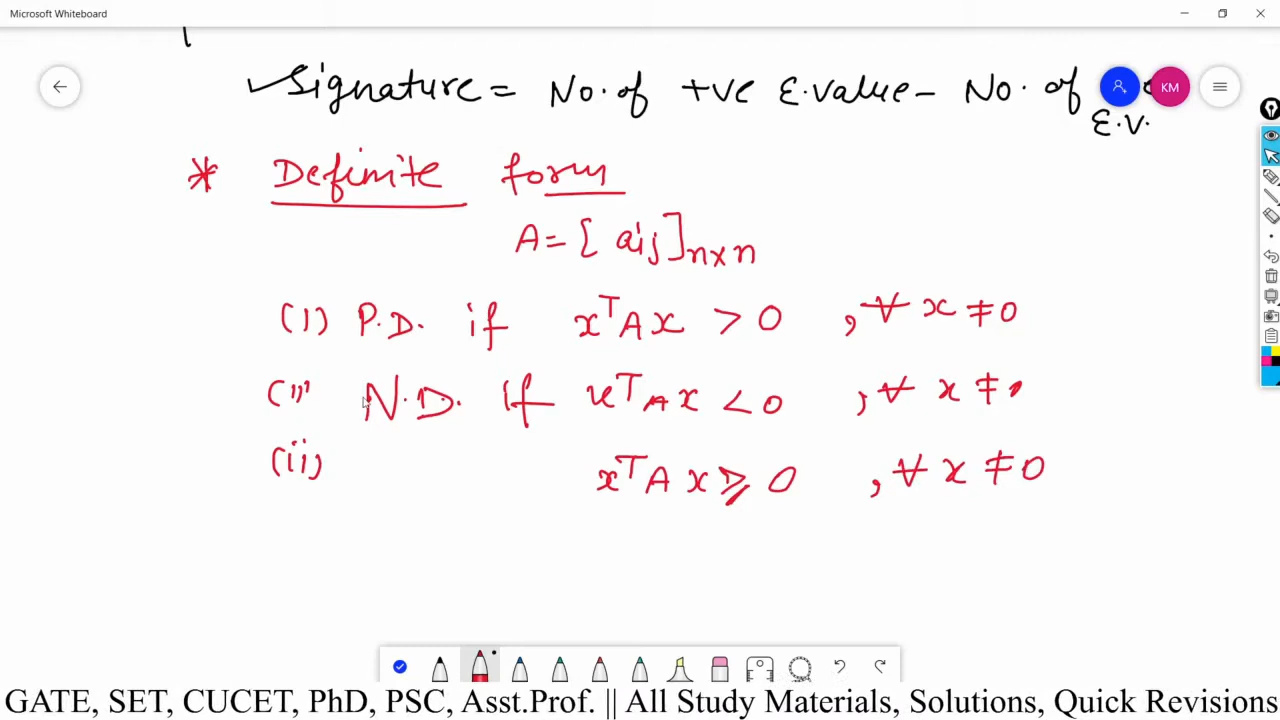 Microsoft Whiteboard
Signature = No. of +ve E.value - No. of
E.V.
KM
* Definite form
A = [aij]n×n
(i) P.D. if xᵀAx > 0 , ∀ x ≠ 0
(ii) N.D. if xᵀAx < 0 , ∀ x ≠
(ii) xᵀAx ≥ 0 , ∀ x ≠ 0
GATE, SET, CUCET, PhD, PSC, Asst.Prof. || All Study Materials, Solutions, Quick Revisions